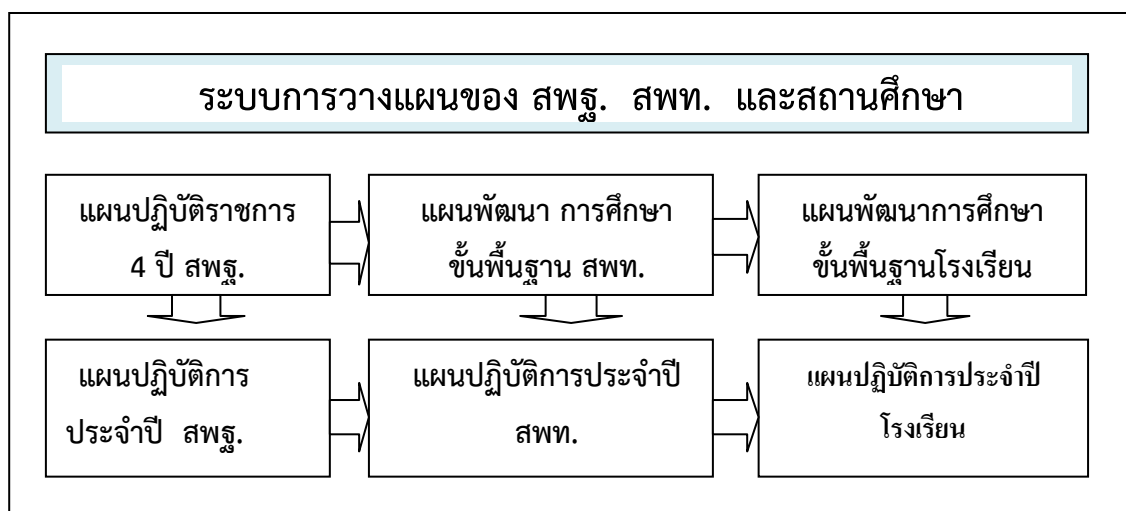 ระบบการวางแผนของ สพฐ. สพท. และสถานศึกษา
แผนปฏิบัติราชการ
4 ปี สพฐ.
แผนพัฒนา การศึกษา
ขั้นพื้นฐาน สพท.
แผนพัฒนาการศึกษา
ขั้นพื้นฐานโรงเรียน
แผนปฏิบัติการ
ประจำปี สพฐ.
แผนปฏิบัติการประจำปี
สพท.
แผนปฏิบัติการประจำปี
โรงเรียน